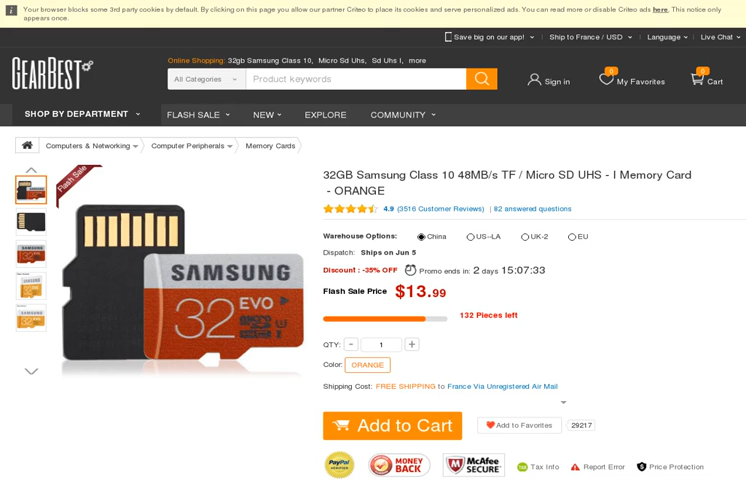 Your browser blocks some 3rd party cookies by default. By clicking on this page you allow our partner Criteo to place its cookies and serve personalized ads. You can read more or disable Criteo ads here. This notice only
appears once.
Save big on our app!
Ship to France / USD
Language
Live Chat
GEARBEST
Online Shopping: 32gb Samsung Class 10, Micro Sd Uhs, Sd Uhs I, more
All Categories
Product keywords
Sign in
0
My Favorites
0
Cart
SHOP BY DEPARTMENT
FLASH SALE
NEW
EXPLORE
COMMUNITY
Computers & Networking
Computer Peripherals
Memory Cards
Flash Sale
SAMSUNG
32 EVO
32GB Samsung Class 10 48MB/s TF / Micro SD UHS - I Memory Card
- ORANGE
4.9 (3516 Customer Reviews) | 82 answered questions
Warehouse Options: China US-LA UK-2 EU
Dispatch: Ships on Jun 5
Discount : -35% OFF Promo ends in: 2 days 15:07:33
Flash Sale Price $13.99
132 Pieces left
QTY: - 1 +
Color: ORANGE
Shipping Cost: FREE SHIPPING to France Via Unregistered Air Mail
Add to Cart
Add to Favorites
29217
PayPal VERIFIED
MONEY BACK
McAfee SECURE
Tax Info
Report Error
Price Protection